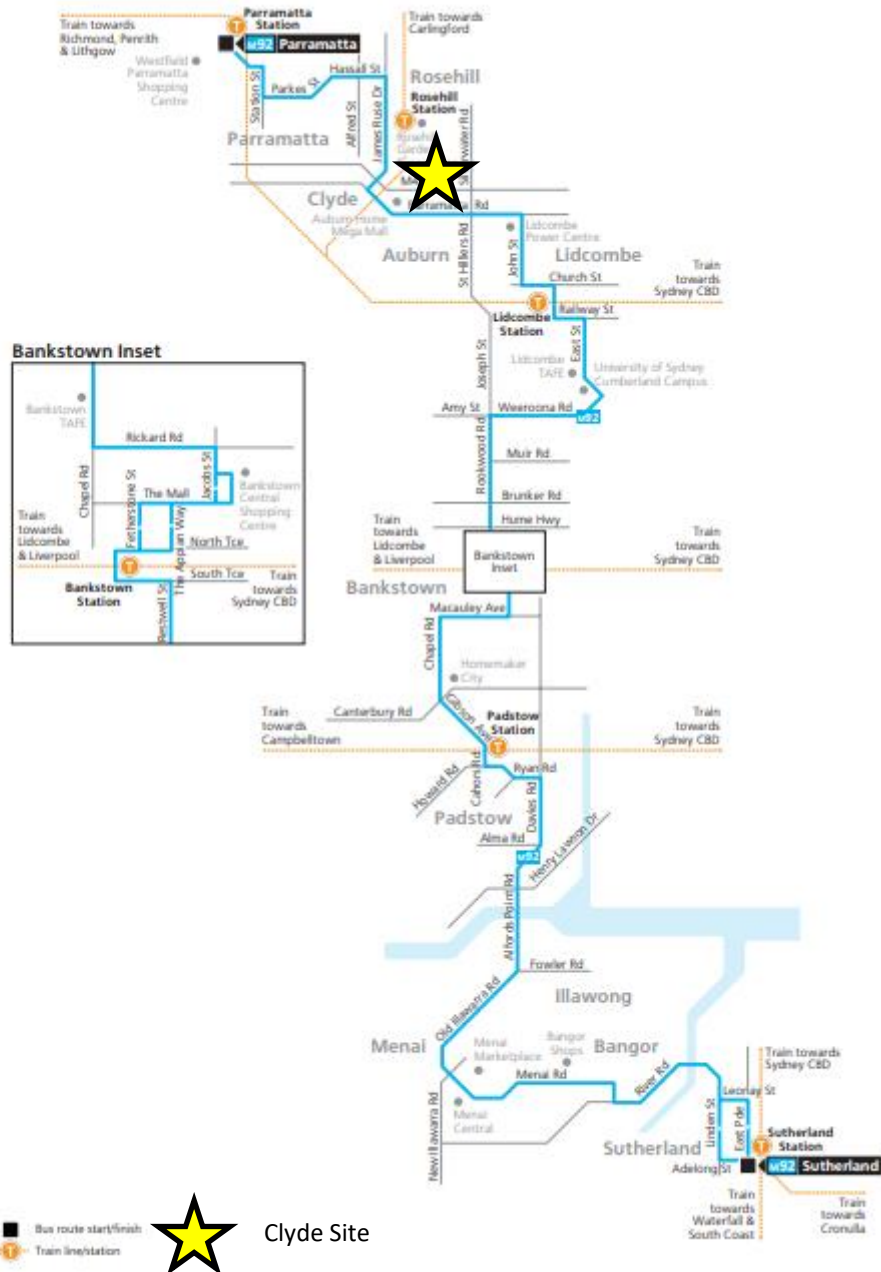 Train towards
Richmond, Penrith
& Lithgow
Parramatta
Station
M92 Parramatta
Westfield
Parramatta
Shopping
Centre
Station St
Parkes St
Hassall St
Alfred St
James Ruse Dr
Train towards
Carlingford
Rosehill
Rosehill
Station
Parramatta
Clyde
Auburn Home
Mega Mall
Parramatta Rd
Auburn
St Hilliers Rd
John St
Lidcombe
Power Centre
Lidcombe
Church St
Train
towards
Sydney CBD
Lidcombe
Station
Railway St
East St
Joseph St
Lidcombe
TAFE
University of Sydney
Cumberland Campus
Amy St
Weeroona Rd
M92
Rookwood Rd
Muir Rd
Brunker Rd
Hume Hwy
Train
towards
Lidcombe
& Liverpool
Bankstown
Inset
Train
towards
Sydney CBD
Bankstown Inset
Bankstown
TAFE
Rickard Rd
Chapel Rd
Jacobs St
Fetherstone St
The Mall
The Appian Way
Bankstown
Central
Shopping
Centre
Train
towards
Lidcombe
& Liverpool
North Tce
South Tce
Bankstown
Station
Train
towards
Sydney CBD
Restwell St
Bankstown
Macauley Ave
Chapel Rd
Homemaker
City
Canterbury Rd
Gibson Ave
Train
towards
Campbelltown
Padstow
Station
Train
towards
Sydney CBD
Howard Rd
Cahors Rd
Ryan Rd
Padstow
Davies Rd
Alma Rd
M92
Henry Lawson Dr
Alfords Point Rd
Fowler Rd
Illawong
Old Illawarra Rd
Menai
Menai
Marketplace
Bangor
Shops
Bangor
Menai Rd
River Rd
Menai
Central
New Illawarra Rd
Train towards
Sydney CBD
Leonay St
Linden St
East Pde
Sutherland
Sutherland
Station
Adelong St
M92 Sutherland
Train
towards
Waterfall &
South Coast
Train
towards
Cronulla
Bus route start/finish
T Train line/station
Clyde Site